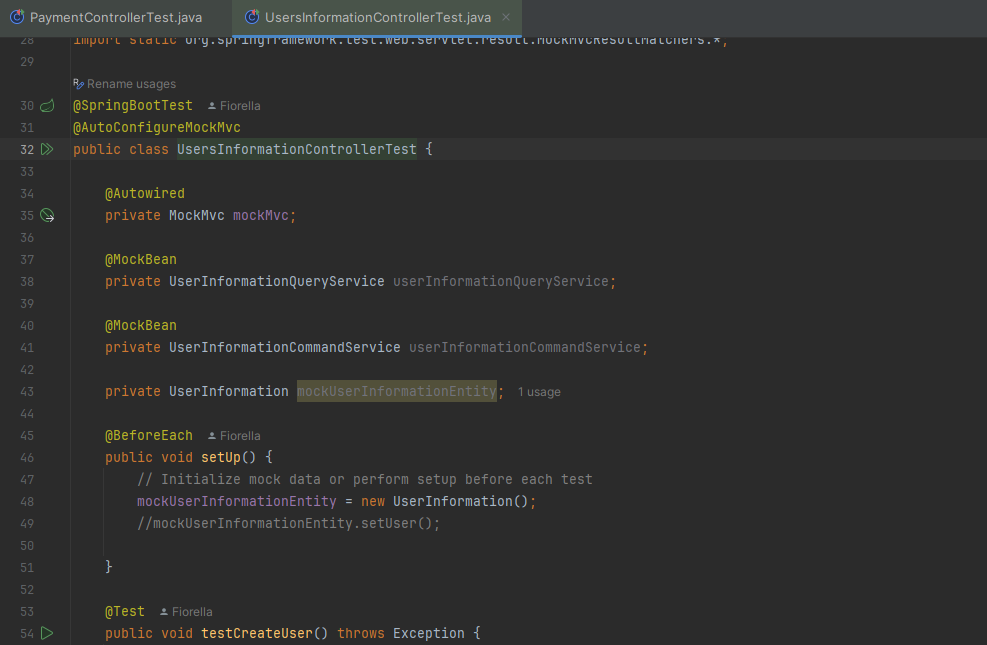 PaymentControllerTest.java UsersInformationControllerTest.java
28 import static org.springframework.test.web.servlet.result.MockMvcResultMatchers.*;
29
Rename usages
30 @SpringBootTest Fiorella
31 @AutoConfigureMockMvc
32 public class UsersInformationControllerTest {
33
34 @Autowired
35 private MockMvc mockMvc;
36
37 @MockBean
38 private UserInformationQueryService userInformationQueryService;
39
40 @MockBean
41 private UserInformationCommandService userInformationCommandService;
42
43 private UserInformation mockUserInformationEntity; 1 usage
44
45 @BeforeEach Fiorella
46 public void setUp() {
47 // Initialize mock data or perform setup before each test
48 mockUserInformationEntity = new UserInformation();
49 //mockUserInformationEntity.setUser();
50
51 }
52
53 @Test Fiorella
54 public void testCreateUser() throws Exception {